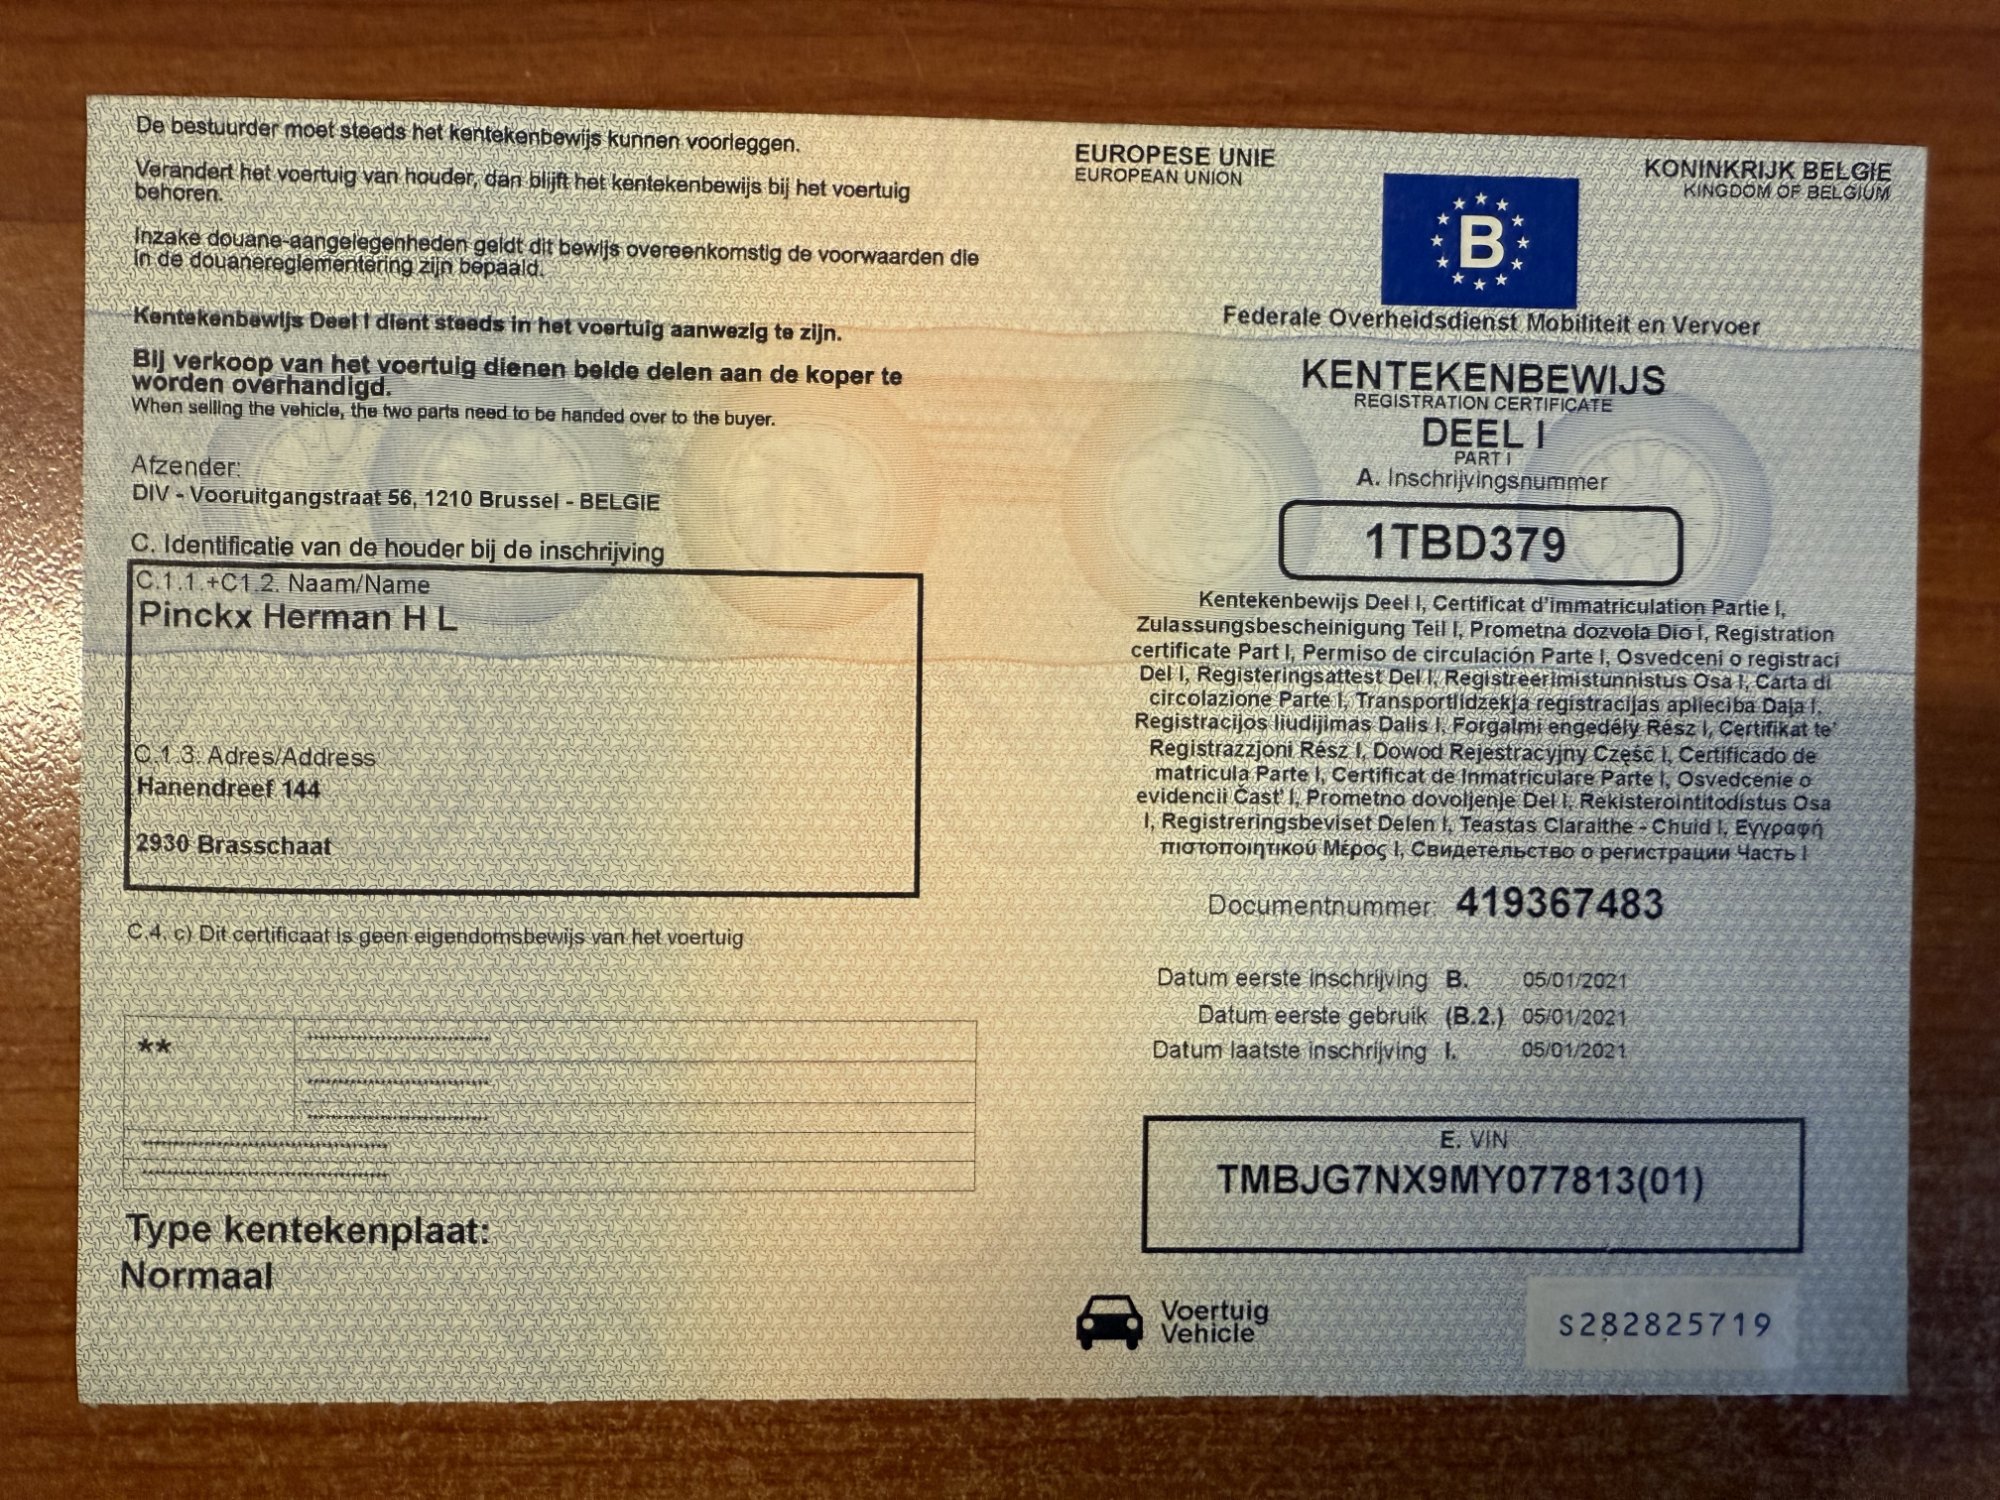 De bestuurder moet steeds het kentekenbewijs kunnen voorleggen.
Verandert het voertuig van houder, dan blijft het kentekenbewijs bij het voertuig
behoren.
Inzake douane-aangelegenheden geldt dit bewijs overeenkomstig de voorwaarden die
in de douanereglementering zijn bepaald.
Kentekenbewijs Deel I dient steeds in het voertuig aanwezig te zijn.
Bij verkoop van het voertuig dienen beide delen aan de koper te
worden overhandigd.
When selling the vehicle, the two parts need to be handed over to the buyer.
Afzender:
DIV - Vooruitgangstraat 56, 1210 Brussel - BELGIE
C. Identificatie van de houder bij de inschrijving
C.1.1.+C1.2. Naam/Name
Pinckx Herman H L
C.1.3. Adres/Address
Hanendreef 144
2930 Brasschaat
C.4. c) Dit certificaat is geen eigendomsbewijs van het voertuig
**
Type kentekenplaat:
Normaal
EUROPESE UNIE
EUROPEAN UNION
KONINKRIJK BELGIE
KINGDOM OF BELGIUM
B
Federale Overheidsdienst Mobiliteit en Vervoer
KENTEKENBEWIJS
REGISTRATION CERTIFICATE
DEEL I
PART I
A. Inschrijvingsnummer
1TBD379
Kentekenbewijs Deel I, Certificat d'immatriculation Partie I,
Zulassungsbescheinigung Teil I, Prometna dozvola Dio I, Registration
certificate Part I, Permiso de circulación Parte I, Osvedceni o registraci
Del I, Registeringsattest Del I, Registreerimistunnistus Osa I, Carta di
circolazione Parte I, Transportlidzekja registracijas aplieciba Daja I,
Registracijos liudijimas Dalis I, Forgalmi engedély Rész I, Certifikat te'
Registrazzjoni Rész I, Dowod Rejestracyjny Część I, Certificado de
matricula Parte I, Certificat de Inmatriculare Parte I, Osvedcenie o
evidencii Časť I, Prometno dovoljenje Del I, Rekisterointitodistus Osa
I, Registreringsbeviset Delen I, Teastas Claraithe - Chuid I, Εγγραφή
πιστοποιητικού Μέρος I, Свидетельство о регистрации Часть I
Documentnummer: 419367483
Datum eerste inschrijving B. 05/01/2021
Datum eerste gebruik (B.2.) 05/01/2021
Datum laatste inschrijving I. 05/01/2021
E. VIN
TMBJG7NX9MY077813(01)
Voertuig
Vehicle
S282825719